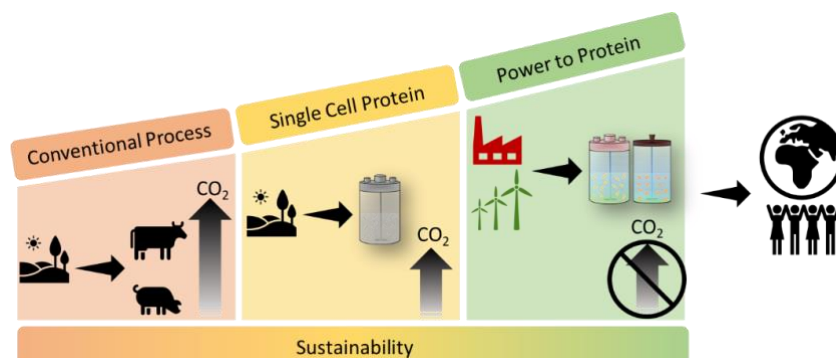 Conventional Process
Single Cell Protein
Power to Protein
CO₂
CO₂
CO₂
Sustainability